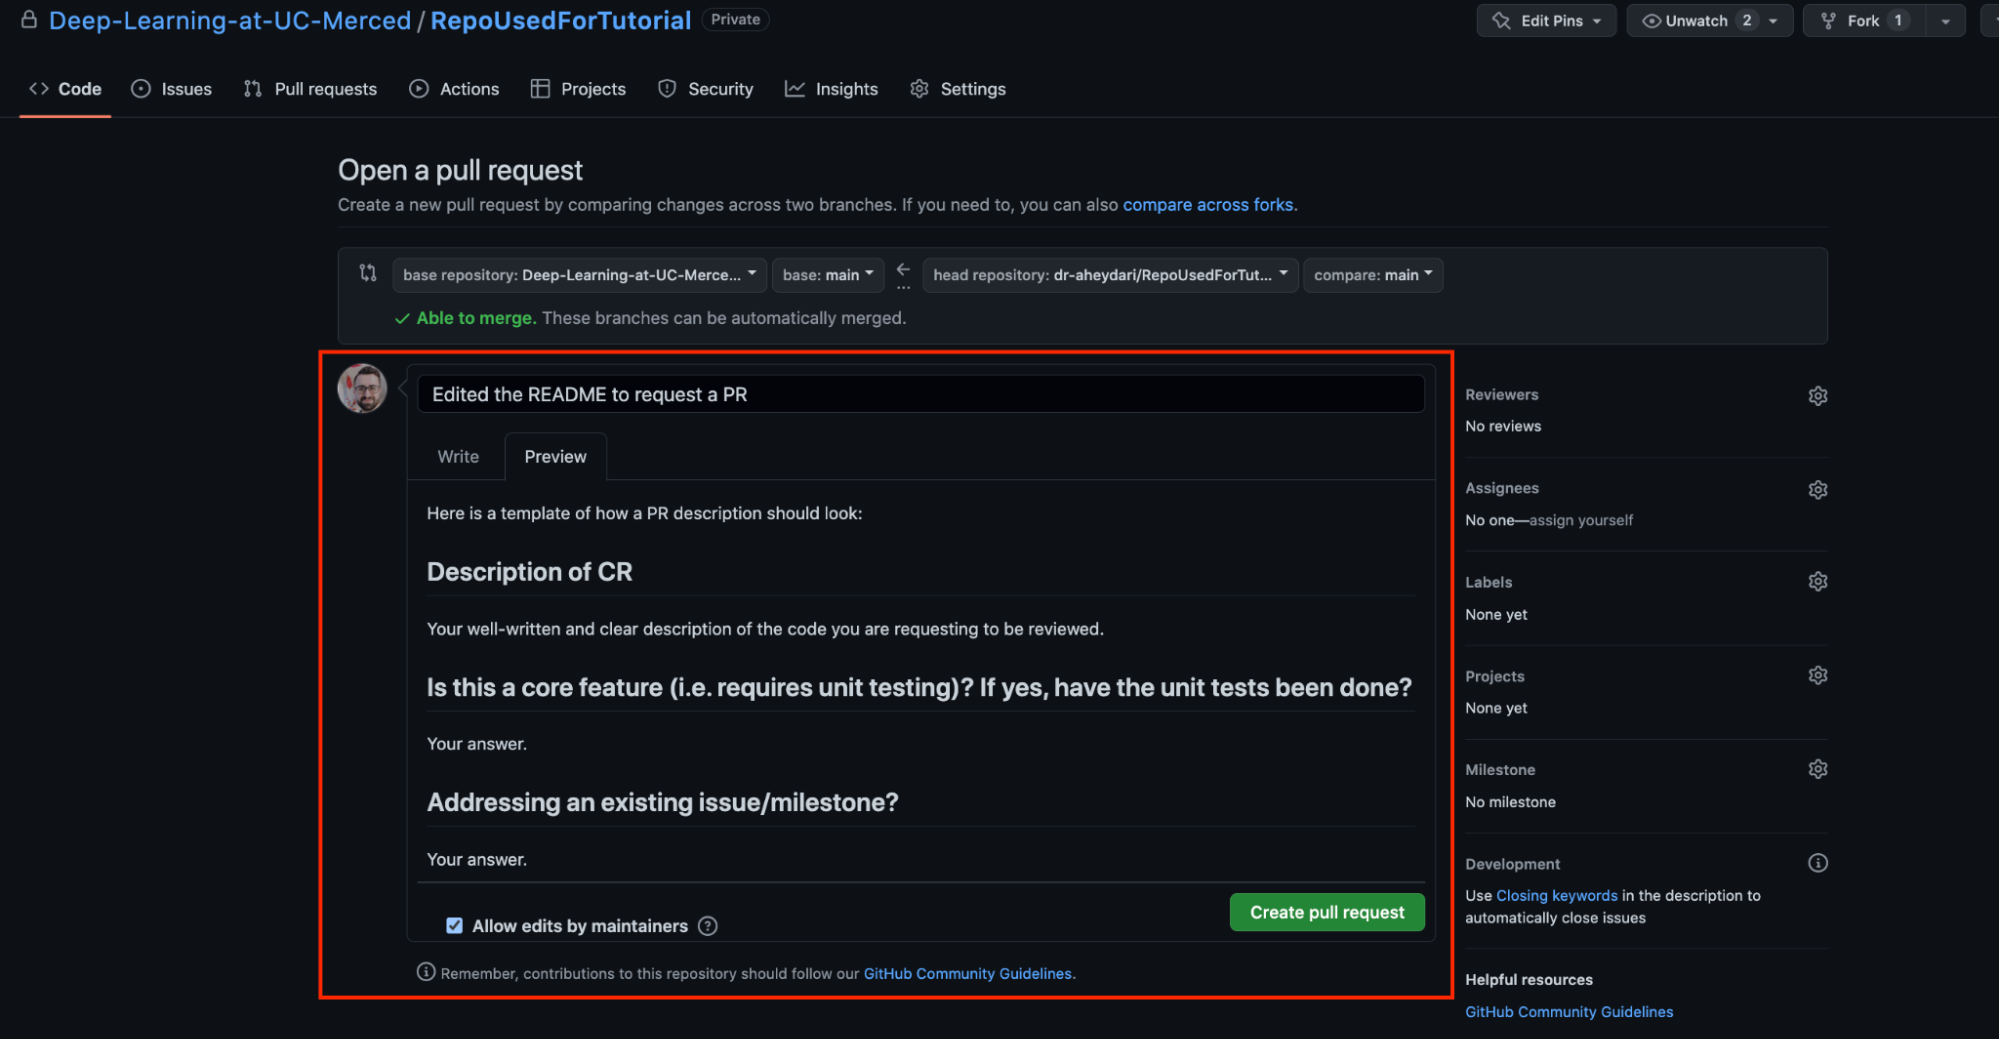 Deep-Learning-at-UC-Merced / RepoUsedForTutorial Private
Edit Pins
Unwatch 2
Fork 1
Code
Issues
Pull requests
Actions
Projects
Security
Insights
Settings
Open a pull request
Create a new pull request by comparing changes across two branches. If you need to, you can also compare across forks.
base repository: Deep-Learning-at-UC-Merce...
base: main
head repository: dr-aheydari/RepoUsedForTut...
compare: main
Able to merge. These branches can be automatically merged.
Edited the README to request a PR
Write
Preview
Here is a template of how a PR description should look:
Description of CR
Your well-written and clear description of the code you are requesting to be reviewed.
Is this a core feature (i.e. requires unit testing)? If yes, have the unit tests been done?
Your answer.
Addressing an existing issue/milestone?
Your answer.
Allow edits by maintainers
Create pull request
Remember, contributions to this repository should follow our GitHub Community Guidelines.
Reviewers
No reviews
Assignees
No one—assign yourself
Labels
None yet
Projects
None yet
Milestone
No milestone
Development
Use Closing keywords in the description to
automatically close issues
Helpful resources
GitHub Community Guidelines